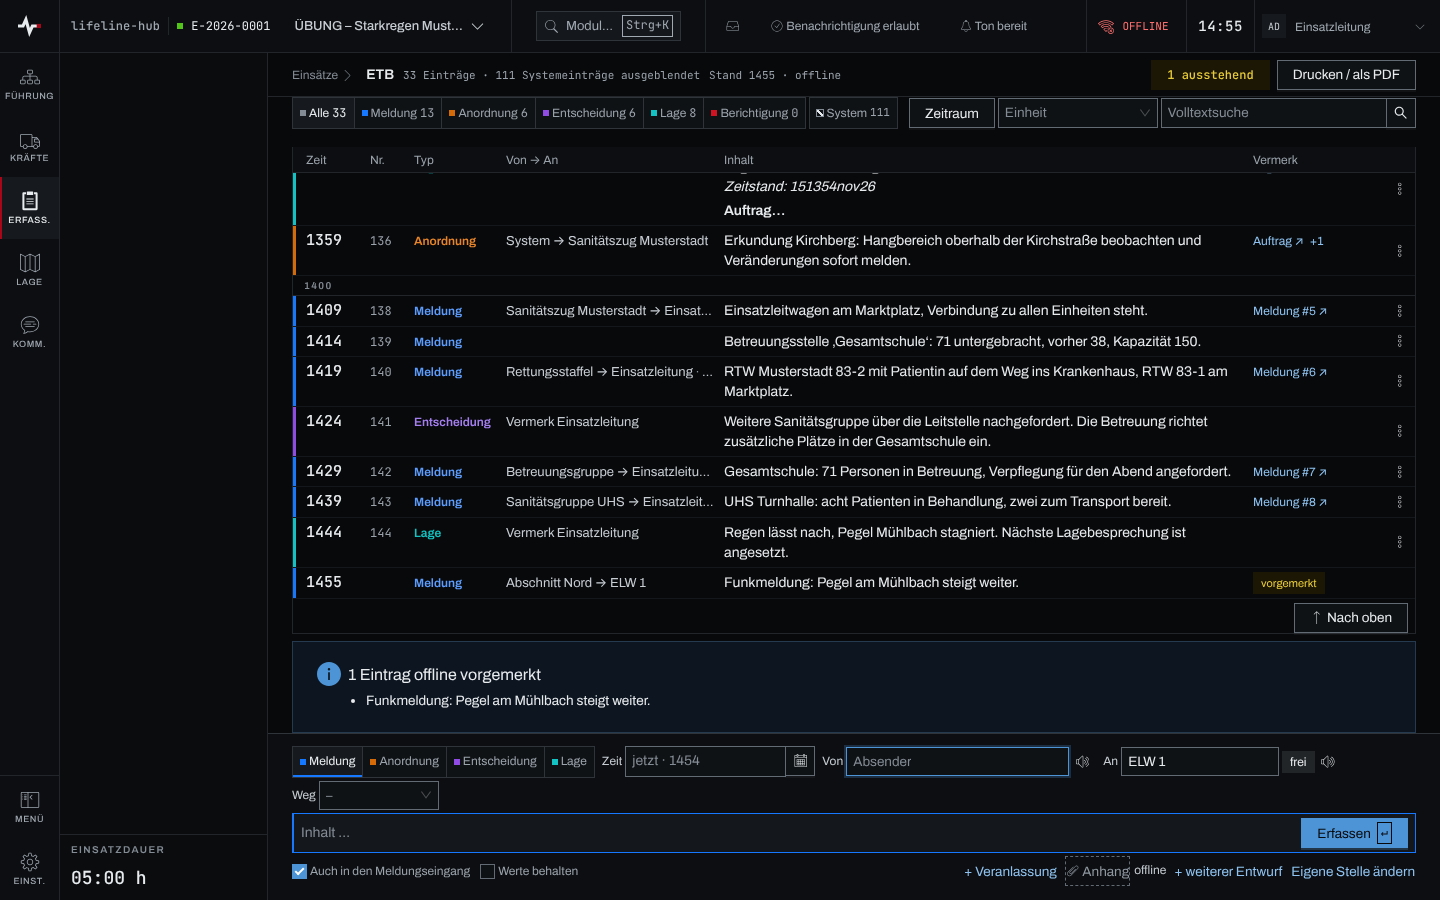 lifeline-hub E-2026-0001 ÜBUNG – Starkregen Must... Modul... Strg+K Benachrichtigung erlaubt Ton bereit OFFLINE 14:55 AD Einsatzleitung
FÜHRUNG
KRÄFTE
ERFASS.
LAGE
KOMM.
MENÜ
EINST.
EINSATZDAUER
05:00 h
Einsätze ETB 33 Einträge · 111 Systemeinträge ausgeblendet Stand 1455 · offline 1 ausstehend Drucken / als PDF
Alle 33 Meldung 13 Anordnung 6 Entscheidung 6 Lage 8 Berichtigung 0 System 111 Zeitraum Einheit Volltextsuche
Zeit Nr. Typ Von → An Inhalt Vermerk
Zeitstand: 151354nov26
Auftrag...
1359 136 Anordnung System → Sanitätszug Musterstadt Erkundung Kirchberg: Hangbereich oberhalb der Kirchstraße beobachten und Auftrag ↗ +1
Veränderungen sofort melden.
1400
1409 138 Meldung Sanitätszug Musterstadt → Einsat... Einsatzleitwagen am Marktplatz, Verbindung zu allen Einheiten steht. Meldung #5 ↗
1414 139 Meldung Betreuungsstelle ‚Gesamtschule‘: 71 untergebracht, vorher 38, Kapazität 150.
1419 140 Meldung Rettungsstaffel → Einsatzleitung · ... RTW Musterstadt 83-2 mit Patientin auf dem Weg ins Krankenhaus, RTW 83-1 am Meldung #6 ↗
Marktplatz.
1424 141 Entscheidung Vermerk Einsatzleitung Weitere Sanitätsgruppe über die Leitstelle nachgefordert. Die Betreuung richtet
zusätzliche Plätze in der Gesamtschule ein.
1429 142 Meldung Betreuungsgruppe → Einsatzleitu... Gesamtschule: 71 Personen in Betreuung, Verpflegung für den Abend angefordert. Meldung #7 ↗
1439 143 Meldung Sanitätsgruppe UHS → Einsatzleit... UHS Turnhalle: acht Patienten in Behandlung, zwei zum Transport bereit. Meldung #8 ↗
1444 144 Lage Vermerk Einsatzleitung Regen lässt nach, Pegel Mühlbach stagniert. Nächste Lagebesprechung ist
angesetzt.
1455 Meldung Abschnitt Nord → ELW 1 Funkmeldung: Pegel am Mühlbach steigt weiter. vorgemerkt
↑ Nach oben
1 Eintrag offline vorgemerkt
• Funkmeldung: Pegel am Mühlbach steigt weiter.
Meldung Anordnung Entscheidung Lage Zeit jetzt · 1454 Von Absender An ELW 1 frei
Weg –
Inhalt ... Erfassen ↵
Auch in den Meldungseingang Werte behalten + Veranlassung Anhang offline + weiterer Entwurf Eigene Stelle ändern